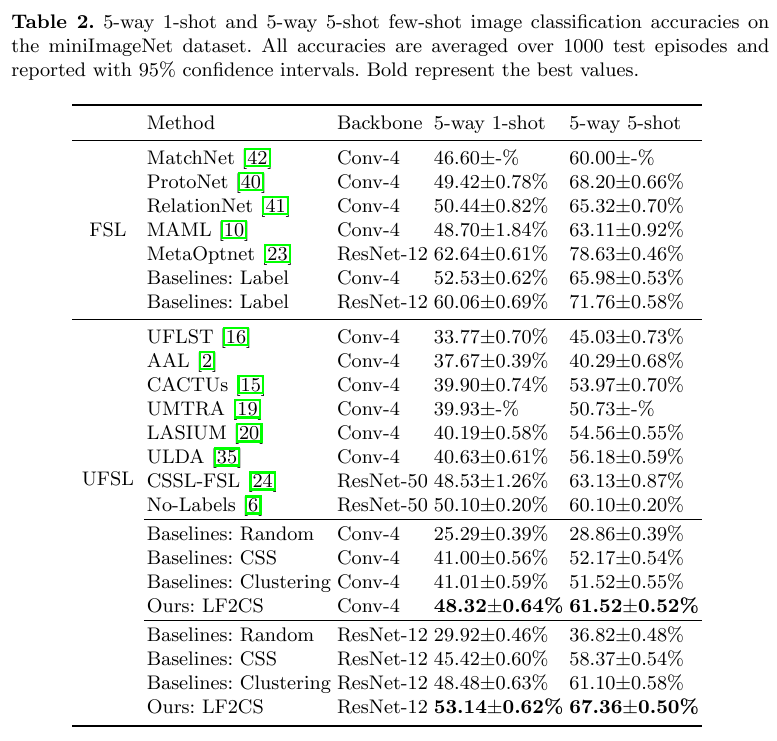 Table 2. 5-way 1-shot and 5-way 5-shot few-shot image classification accuracies on
the miniImageNet dataset. All accuracies are averaged over 1000 test episodes and
reported with 95% confidence intervals. Bold represent the best values.
Method Backbone 5-way 1-shot 5-way 5-shot
FSL
MatchNet [42] Conv-4 46.60±-% 60.00±-%
ProtoNet [40] Conv-4 49.42±0.78% 68.20±0.66%
RelationNet [41] Conv-4 50.44±0.82% 65.32±0.70%
MAML [10] Conv-4 48.70±1.84% 63.11±0.92%
MetaOptnet [23] ResNet-12 62.64±0.61% 78.63±0.46%
Baselines: Label Conv-4 52.53±0.62% 65.98±0.53%
Baselines: Label ResNet-12 60.06±0.69% 71.76±0.58%
UFSL
UFLST [16] Conv-4 33.77±0.70% 45.03±0.73%
AAL [2] Conv-4 37.67±0.39% 40.29±0.68%
CACTUs [15] Conv-4 39.90±0.74% 53.97±0.70%
UMTRA [19] Conv-4 39.93±-% 50.73±-%
LASIUM [20] Conv-4 40.19±0.58% 54.56±0.55%
ULDA [35] Conv-4 40.63±0.61% 56.18±0.59%
CSSL-FSL [24] ResNet-50 48.53±1.26% 63.13±0.87%
No-Labels [6] ResNet-50 50.10±0.20% 60.10±0.20%
Baselines: Random Conv-4 25.29±0.39% 28.86±0.39%
Baselines: CSS Conv-4 41.00±0.56% 52.17±0.54%
Baselines: Clustering Conv-4 41.01±0.59% 51.52±0.55%
Ours: LF2CS Conv-4 48.32±0.64% 61.52±0.52%
Baselines: Random ResNet-12 29.92±0.46% 36.82±0.48%
Baselines: CSS ResNet-12 45.42±0.60% 58.37±0.54%
Baselines: Clustering ResNet-12 48.48±0.63% 61.10±0.58%
Ours: LF2CS ResNet-12 53.14±0.62% 67.36±0.50%